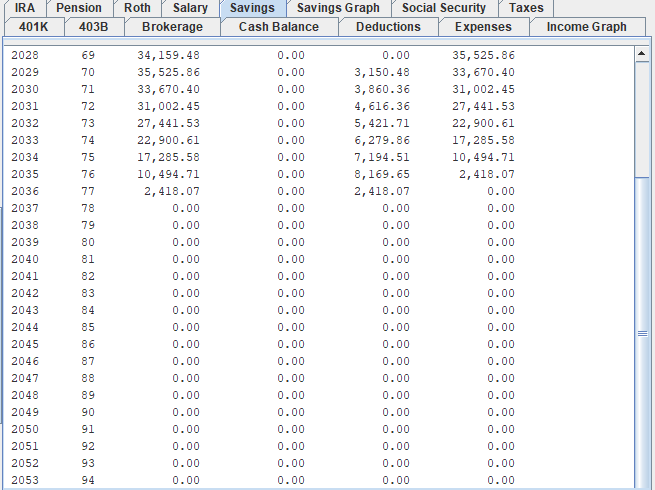 IRA Pension Roth Salary Savings Savings Graph Social Security Taxes
401K 403B Brokerage Cash Balance Deductions Expenses Income Graph
2028 69 34,159.48 0.00 0.00 35,525.86
2029 70 35,525.86 0.00 3,150.48 33,670.40
2030 71 33,670.40 0.00 3,860.36 31,002.45
2031 72 31,002.45 0.00 4,616.36 27,441.53
2032 73 27,441.53 0.00 5,421.71 22,900.61
2033 74 22,900.61 0.00 6,279.86 17,285.58
2034 75 17,285.58 0.00 7,194.51 10,494.71
2035 76 10,494.71 0.00 8,169.65 2,418.07
2036 77 2,418.07 0.00 2,418.07 0.00
2037 78 0.00 0.00 0.00 0.00
2038 79 0.00 0.00 0.00 0.00
2039 80 0.00 0.00 0.00 0.00
2040 81 0.00 0.00 0.00 0.00
2041 82 0.00 0.00 0.00 0.00
2042 83 0.00 0.00 0.00 0.00
2043 84 0.00 0.00 0.00 0.00
2044 85 0.00 0.00 0.00 0.00
2045 86 0.00 0.00 0.00 0.00
2046 87 0.00 0.00 0.00 0.00
2047 88 0.00 0.00 0.00 0.00
2048 89 0.00 0.00 0.00 0.00
2049 90 0.00 0.00 0.00 0.00
2050 91 0.00 0.00 0.00 0.00
2051 92 0.00 0.00 0.00 0.00
2052 93 0.00 0.00 0.00 0.00
2053 94 0.00 0.00 0.00 0.00